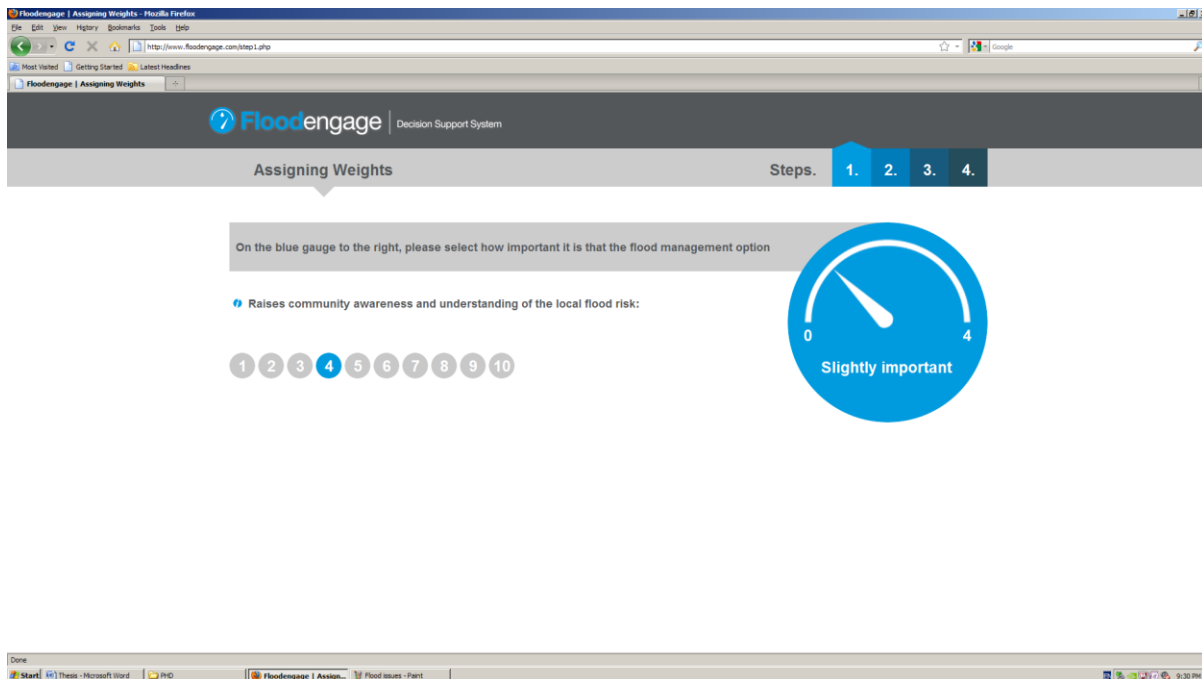 Floodengage | Assigning Weights - Mozilla Firefox
File Edit View History Bookmarks Tools Help
http://www.floodengage.com/step1.php
Google
Most Visited Getting Started Latest Headlines
Floodengage | Assigning Weights
Floodengage | Decision Support System
Assigning Weights Steps. 1. 2. 3. 4.
On the blue gauge to the right, please select how important it is that the flood management option
Raises community awareness and understanding of the local flood risk:
0 4
1 2 3 4 5 6 7 8 9 10
Slightly important
Done
Start Thesis - Microsoft Word PHD Floodengage | Assign... Flood issues - Paint 9:30 PM